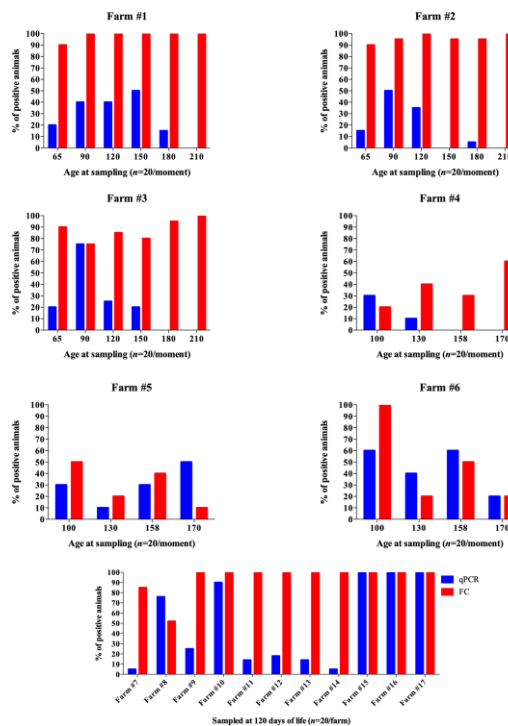 Farm #1
% of positive animals
100
90
80
70
60
50
40
30
20
10
0
65 90 120 150 180 210
Age at sampling (n=20/moment)
Farm #2
% of positive animals
100
90
80
70
60
50
40
30
20
10
0
65 90 120 150 180 210
Age at sampling (n=20/moment)
Farm #3
% of positive animals
100
90
80
70
60
50
40
30
20
10
0
65 90 120 150 180 210
Age at sampling (n=20/moment)
Farm #4
% of positive animals
100
90
80
70
60
50
40
30
20
10
0
100 130 158 170
Age at sampling (n=20/moment)
Farm #5
% of positive animals
100
90
80
70
60
50
40
30
20
10
0
100 130 158 170
Age at sampling (n=20/moment)
Farm #6
% of positive animals
100
90
80
70
60
50
40
30
20
10
0
100 130 158 170
Age at sampling (n=20/moment)
% of positive animals
100
90
80
70
60
50
40
30
20
10
0
Farm #7 Farm #8 Farm #9 Farm #10 Farm #11 Farm #12 Farm #13 Farm #14 Farm #15 Farm #16 Farm #17
Sampled at 120 days of life (n=20/farm)
qPCR
FC